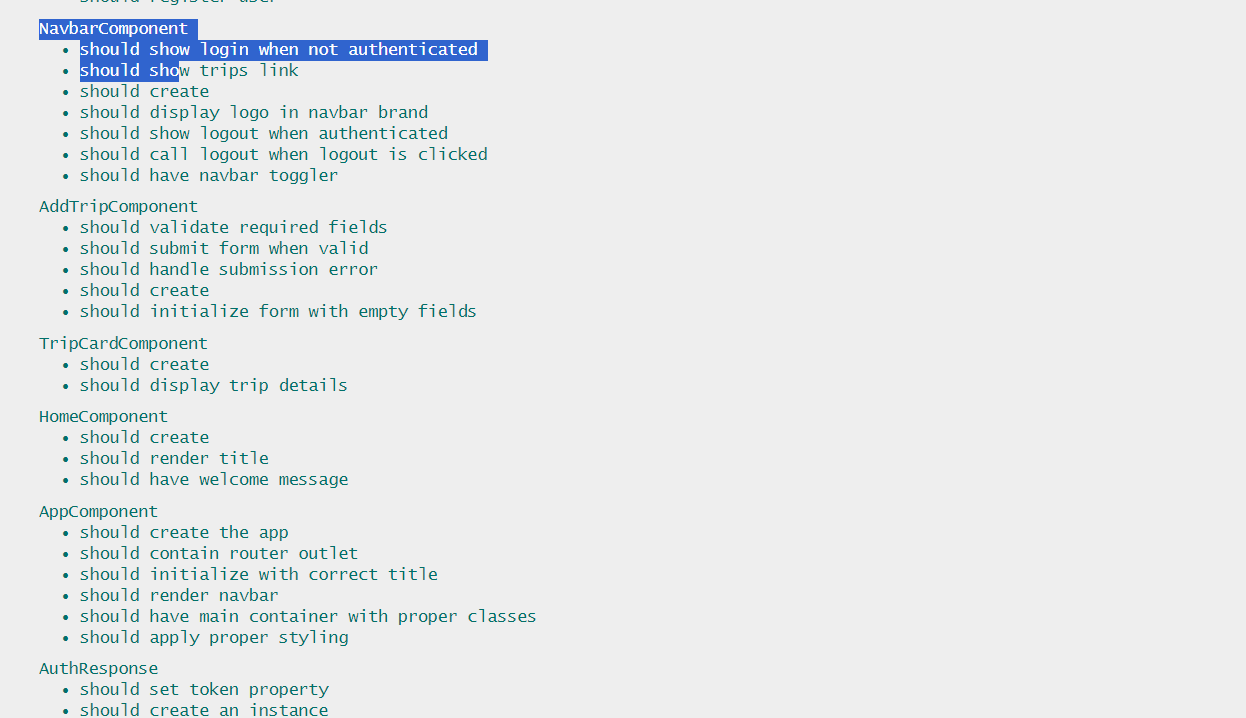 should register user
NavbarComponent
• should show login when not authenticated
• should show trips link
• should create
• should display logo in navbar brand
• should show logout when authenticated
• should call logout when logout is clicked
• should have navbar toggler
AddTripComponent
• should validate required fields
• should submit form when valid
• should handle submission error
• should create
• should initialize form with empty fields
TripCardComponent
• should create
• should display trip details
HomeComponent
• should create
• should render title
• should have welcome message
AppComponent
• should create the app
• should contain router outlet
• should initialize with correct title
• should render navbar
• should have main container with proper classes
• should apply proper styling
AuthResponse
• should set token property
• should create an instance